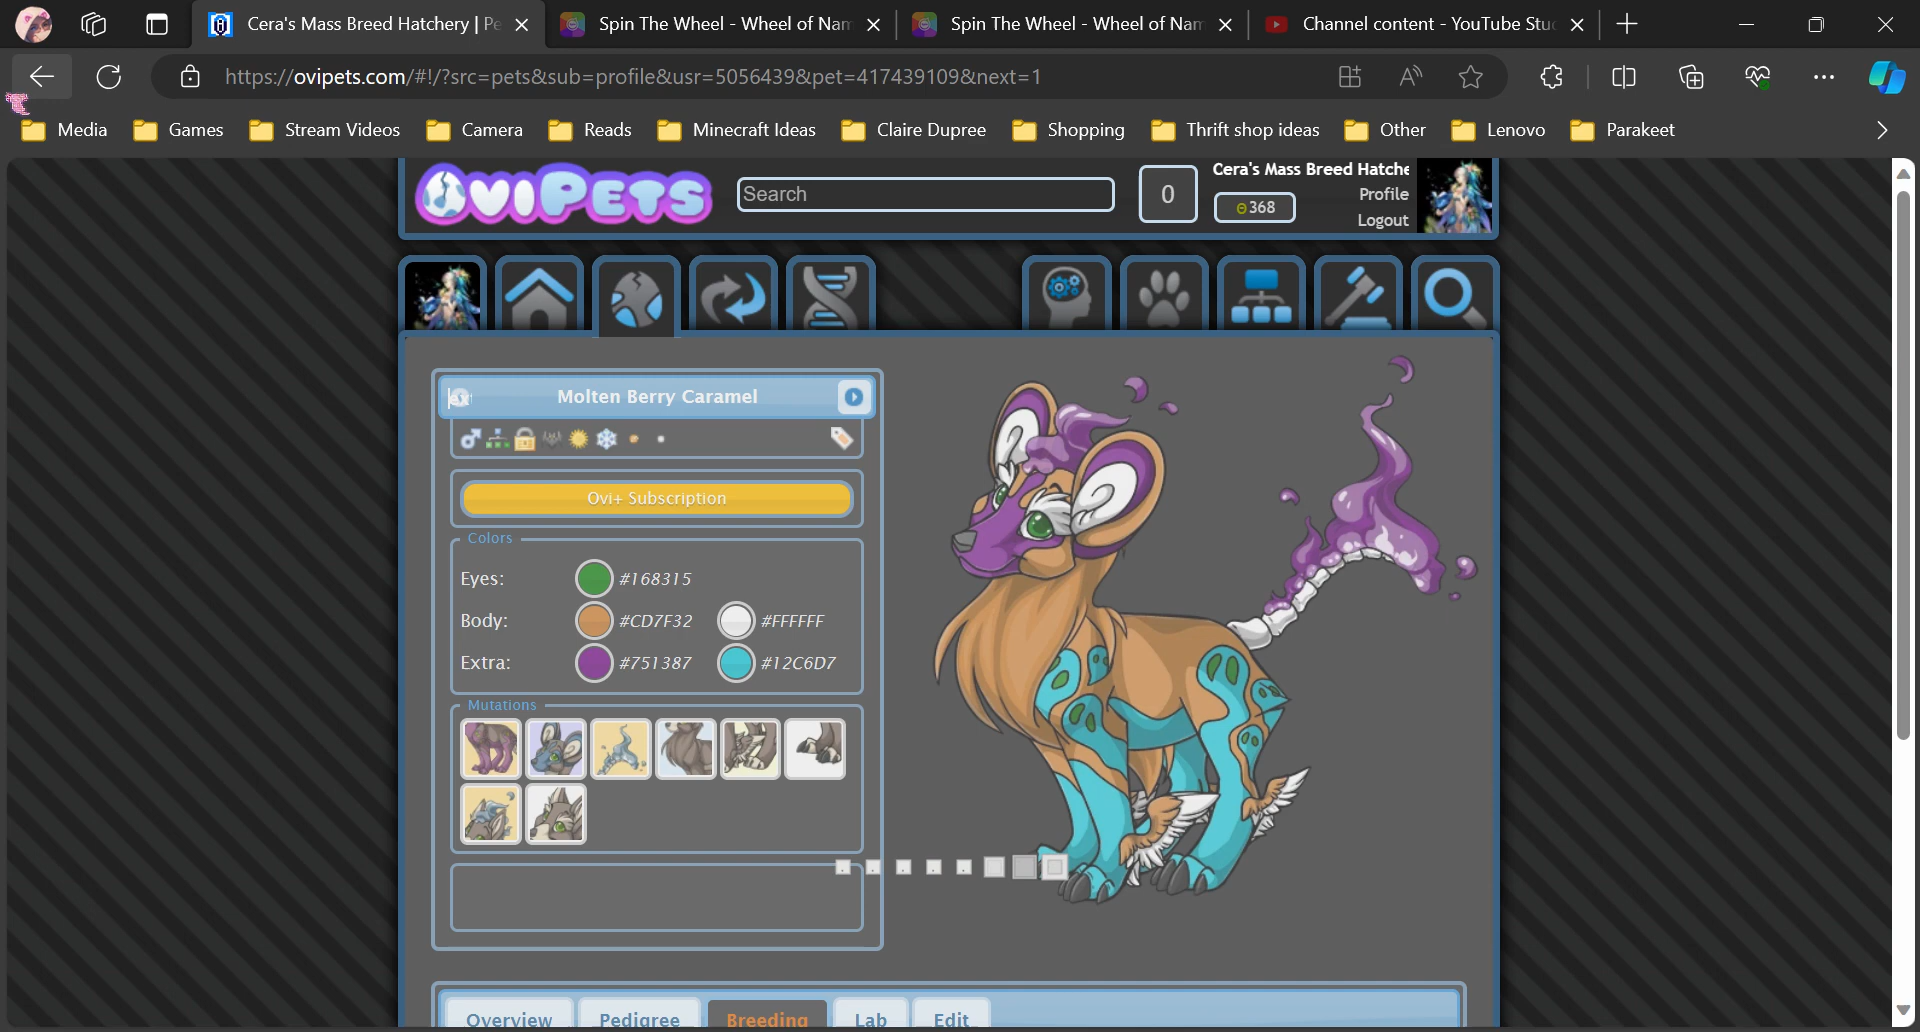 Cera's Mass Breed Hatchery | Pe
Spin The Wheel - Wheel of Nam
Spin The Wheel - Wheel of Nam
Channel content - YouTube Stud
https://ovipets.com/#!/?src=pets&sub=profile&usr=5056439&pet=417439109&next=1
Media
Games
Stream Videos
Camera
Reads
Minecraft Ideas
Claire Dupree
Shopping
Thrift shop ideas
Other
Lenovo
Parakeet
OviPets
Search
0
Cera's Mass Breed Hatche
368
Profile
Logout
Molten Berry Caramel
Ovi+ Subscription
Colors
Eyes: #168315
Body: #CD7F32 #FFFFFF
Extra: #751387 #12C6D7
Mutations
Overview
Pedigree
Breeding
Lab
Edit